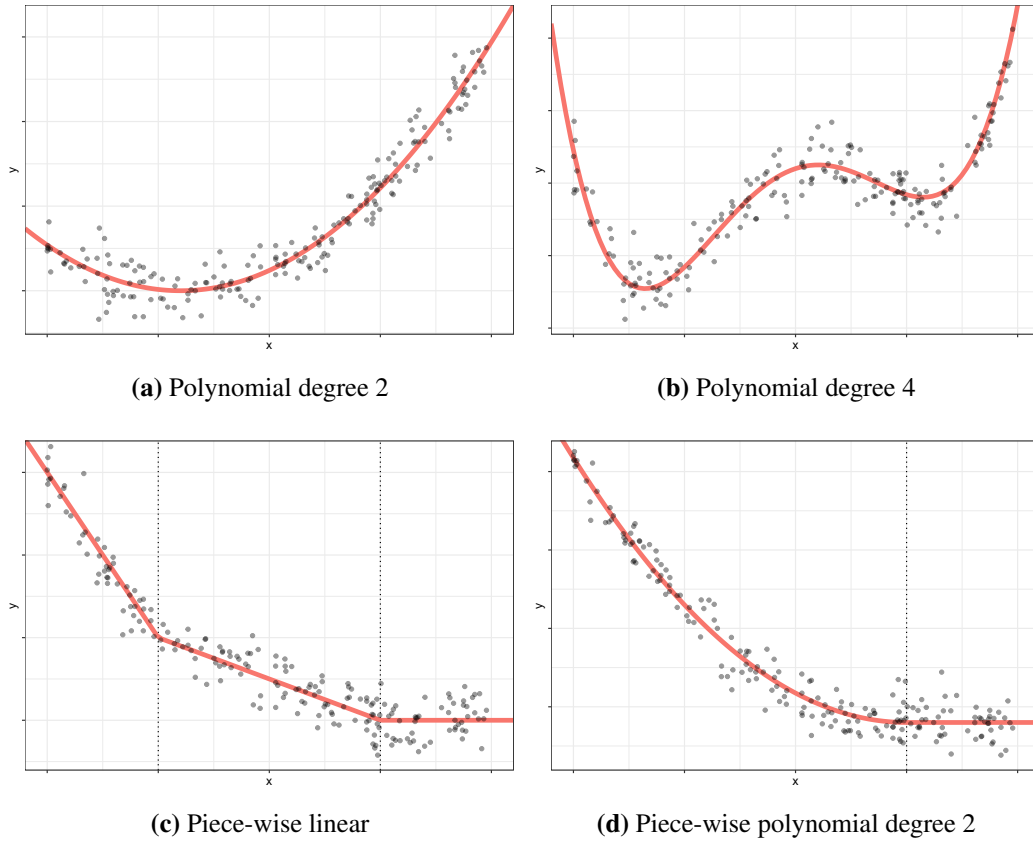 y
y
x
x
(a) Polynomial degree 2
(b) Polynomial degree 4
y
y
x
x
(c) Piece-wise linear
(d) Piece-wise polynomial degree 2